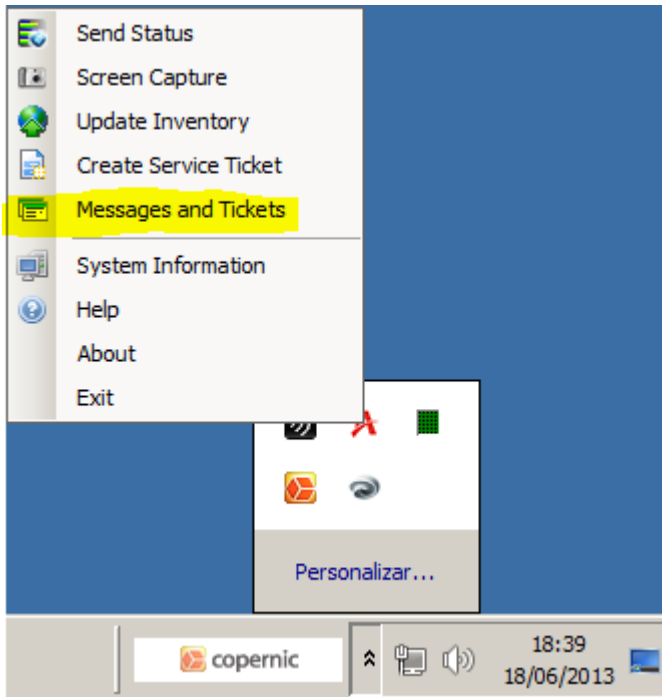 Send Status
Screen Capture
Update Inventory
Create Service Ticket
Messages and Tickets
System Information
Help
About
Exit
Personalizar...
copernic
18:39
18/06/2013